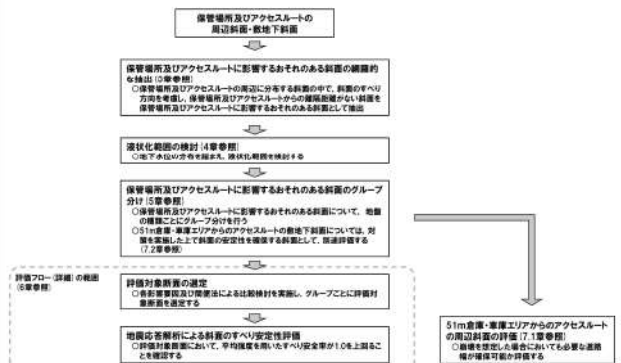 保管場所及びアクセスルートの
周辺斜面・敷地下斜面
保管場所及びアクセスルートに影響するおそれのある斜面の網羅的
な抽出(3章参照)
○保管場所及びアクセスルートの周辺に分布する斜面の中で、斜面のすべり
方向を考慮し、保管場所及びアクセスルートからの離隔距離がない斜面を
保管場所及びアクセスルートに影響するおそれのある斜面として抽出
液状化範囲の検討(4章参照)
○地下水位の分布を踏まえ、液状化範囲を検討する
保管場所及びアクセスルートに影響するおそれのある斜面のグループ
分け(5章参照)
○保管場所及びアクセスルートに影響するおそれのある斜面について、地盤
の種類ごとにグループ分けを行う
○51m倉庫・車庫エリアからのアクセスルートの敷地下斜面については、対
策を実施した上で斜面の安定性を確保する斜面として、別途評価する
(7.2章参照)
評価フロー(詳細)の範囲
(6章参照)
評価対象断面の選定
○各影響要因及び簡便法による比較検討を実施し、グループごとに評価対
象断面を選定する
地震応答解析による斜面のすべり安定性評価
○評価対象断面において、平均強度を用いたすべり安全率が1.0を上回るこ
とを確認する
51m倉庫・車庫エリアからのアクセスルート
の周辺斜面の評価(7.1章参照)
○崩壊を想定した場合においても必要な道路
幅が確保可能か評価する